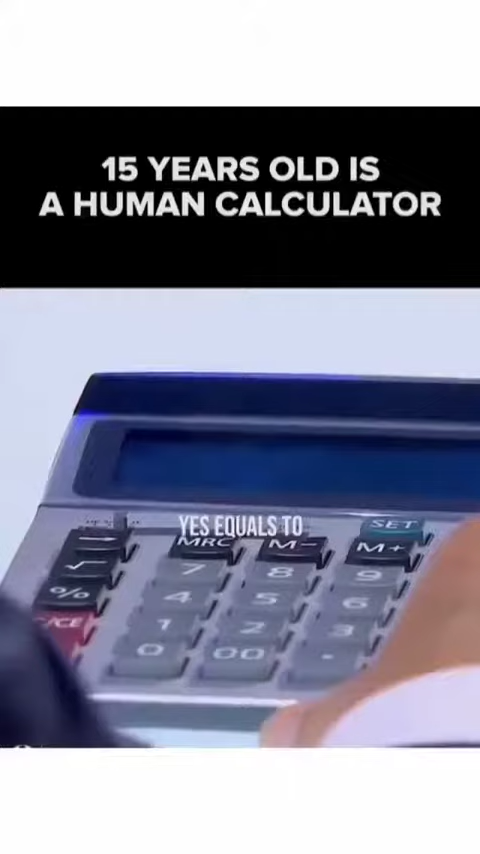 15 YEARS OLD IS
A HUMAN CALCULATOR
YES EQUALS TO
SET
MRC M− M+
√ 7 8 9
% 4 5 6
C/CE 1 2 3
0 00 .